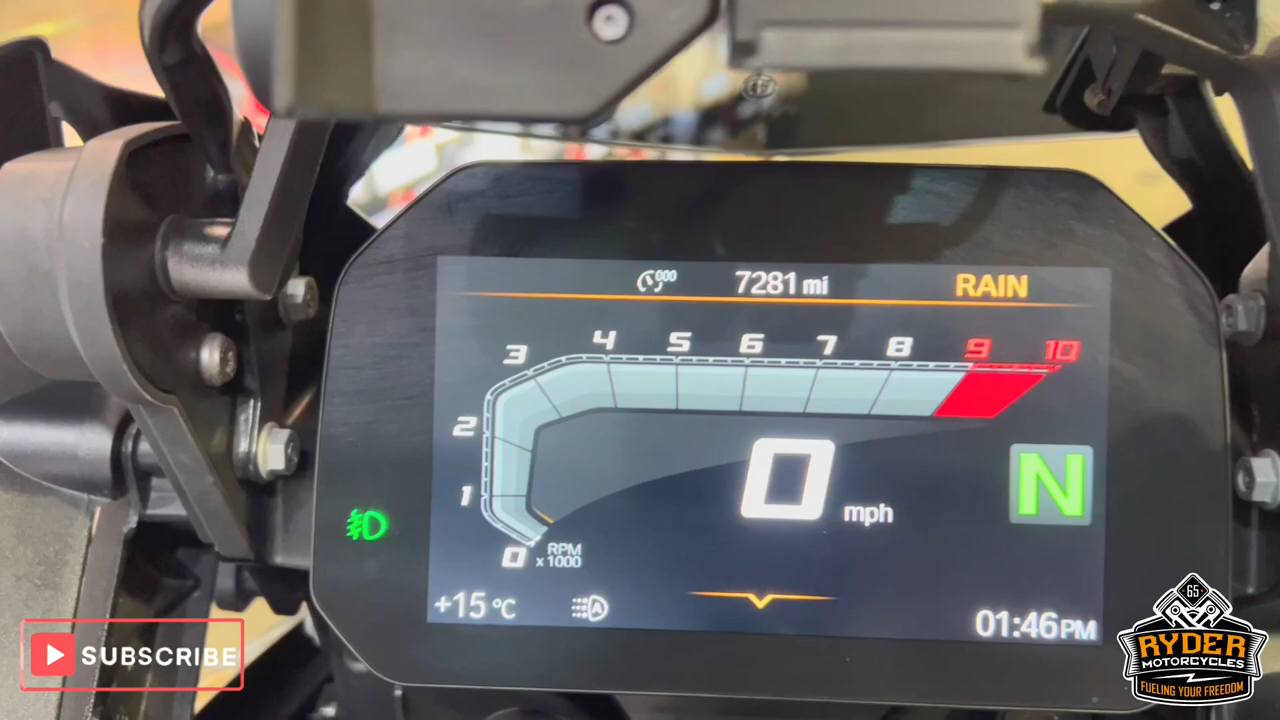 000 7281 mi RAIN
3 4 5 6 7 8 9 10
2
1
0
0 mph
N
RPM
x 1000
+15 °C
A
01:46PM
SUBSCRIBE
65
RYDER
MOTORCYCLES
FUELING YOUR FREEDOM